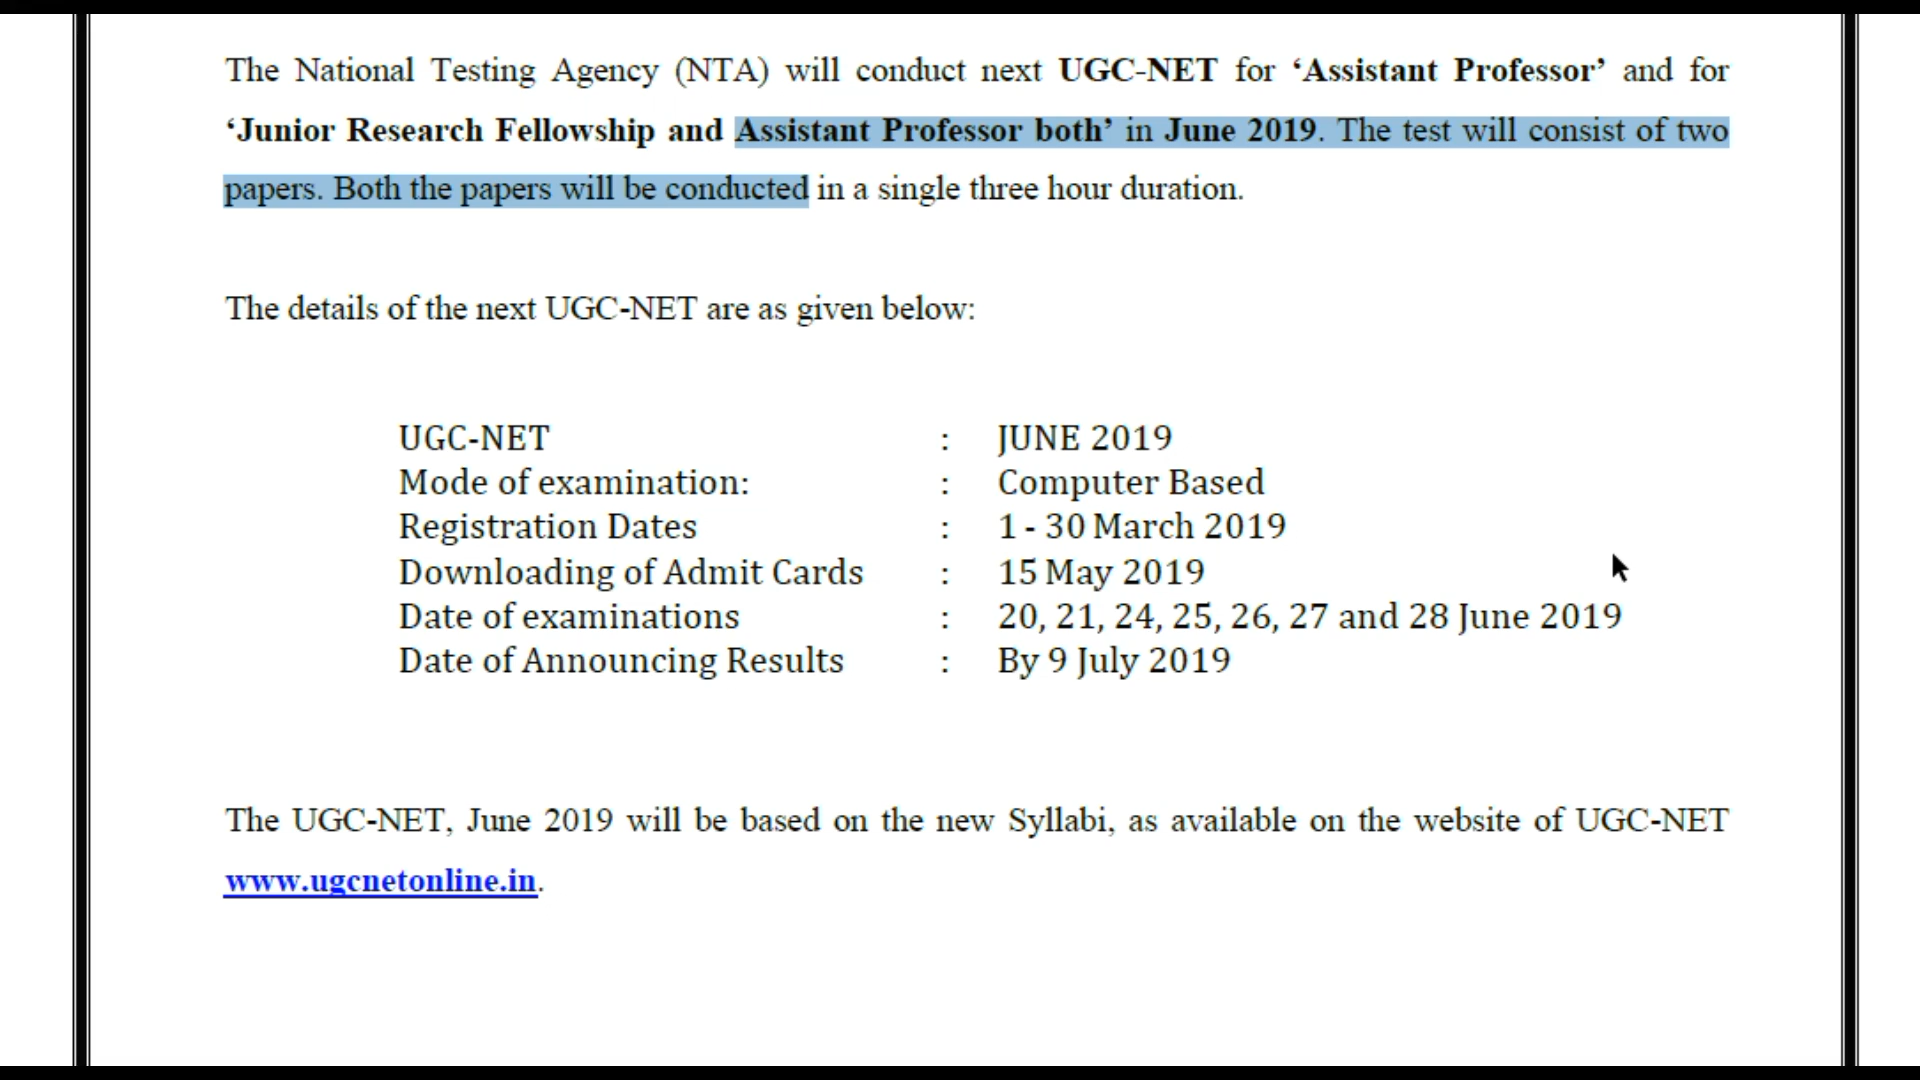 The National Testing Agency (NTA) will conduct next UGC-NET for ‘Assistant Professor’ and for
‘Junior Research Fellowship and Assistant Professor both’ in June 2019. The test will consist of two
papers. Both the papers will be conducted in a single three hour duration.
The details of the next UGC-NET are as given below:
UGC-NET : JUNE 2019
Mode of examination: : Computer Based
Registration Dates : 1 - 30 March 2019
Downloading of Admit Cards : 15 May 2019
Date of examinations : 20, 21, 24, 25, 26, 27 and 28 June 2019
Date of Announcing Results : By 9 July 2019
The UGC-NET, June 2019 will be based on the new Syllabi, as available on the website of UGC-NET
www.ugcnetonline.in.